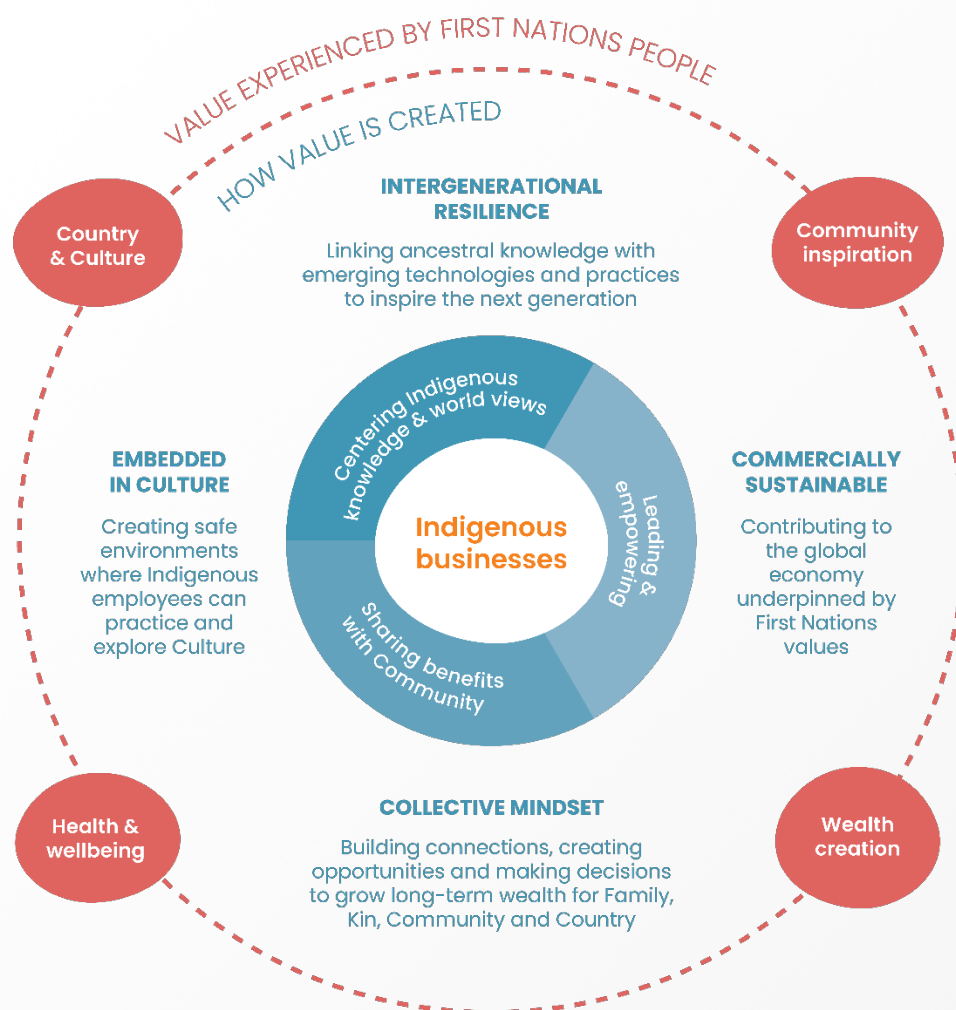 VALUE EXPERIENCED BY FIRST NATIONS PEOPLE
HOW VALUE IS CREATED
INTERGENERATIONAL
RESILIENCE
Linking ancestral knowledge with
emerging technologies and practices
to inspire the next generation
Country
& Culture
Community
inspiration
Centering Indigenous
knowledge & world views
Leading &
empowering
Sharing benefits
with Community
Indigenous
businesses
EMBEDDED
IN CULTURE
Creating safe
environments
where Indigenous
employees can
practice and
explore Culture
COMMERCIALLY
SUSTAINABLE
Contributing to
the global
economy
underpinned by
First Nations
values
COLLECTIVE MINDSET
Building connections, creating
opportunities and making decisions
to grow long-term wealth for Family,
Kin, Community and Country
Health &
wellbeing
Wealth
creation